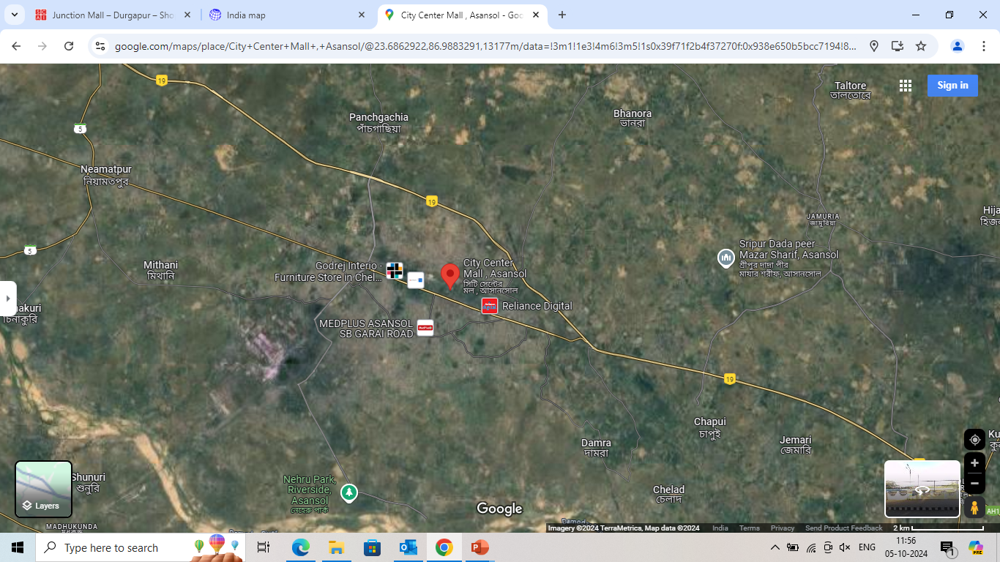 Junction Mall – Durgapur – Sho
India map
City Center Mall , Asansol - Goo
google.com/maps/place/City+Center+Mall+,+Asansol/@23.6862922,86.9883291,13177m/data=!3m1!1e3!4m6!3m5!1s0x39f71f2b4f37270f:0x938e650b5bcc7194!8...
Sign in
19
Taltore
তালতোরে
Panchgachia
পাঁচগাছিয়া
Bhanora
ভানরা
5
Neamatpur
নিয়ামতপুর
19
JAMURIA
জামুরিয়া
Hija
হিজল
5
Mithani
মিথানি
Godrej Interio -
Furniture Store in Chel...
City Center
Mall , Asansol
সিটি সেন্টের
মল , আসানসোল
Sripur Dada peer
Mazar Sharif, Asansol
শ্রীপুর দাদা পীর
মাযার শরীফ, আসানসোল
Reliance Digital
nakuri
চিনাকুরি
MEDPLUS ASANSOL
SB GARAI ROAD
19
Chapui
চাপুই
Jemari
জেমারি
Damra
দামরা
Shunuri
শুনুরি
Nehru Park,
Riverside,
Asansol
নেহেরু পার্ক
Chelad
চেলাদ
Layers
Google
AH1
MADHUKUNDA
Imagery ©2024 TerraMetrics, Map data ©2024
India
Terms
Privacy
Send Product Feedback
2 km
Type here to search
ENG
11:56
05-10-2024
1
PRE